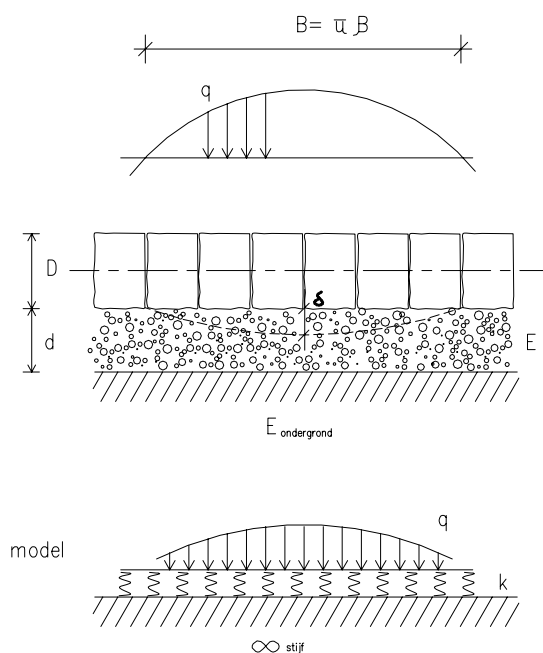 B= ū β
q
D
δ
d
E
E ondergrond
model
q
k
∞ stijf